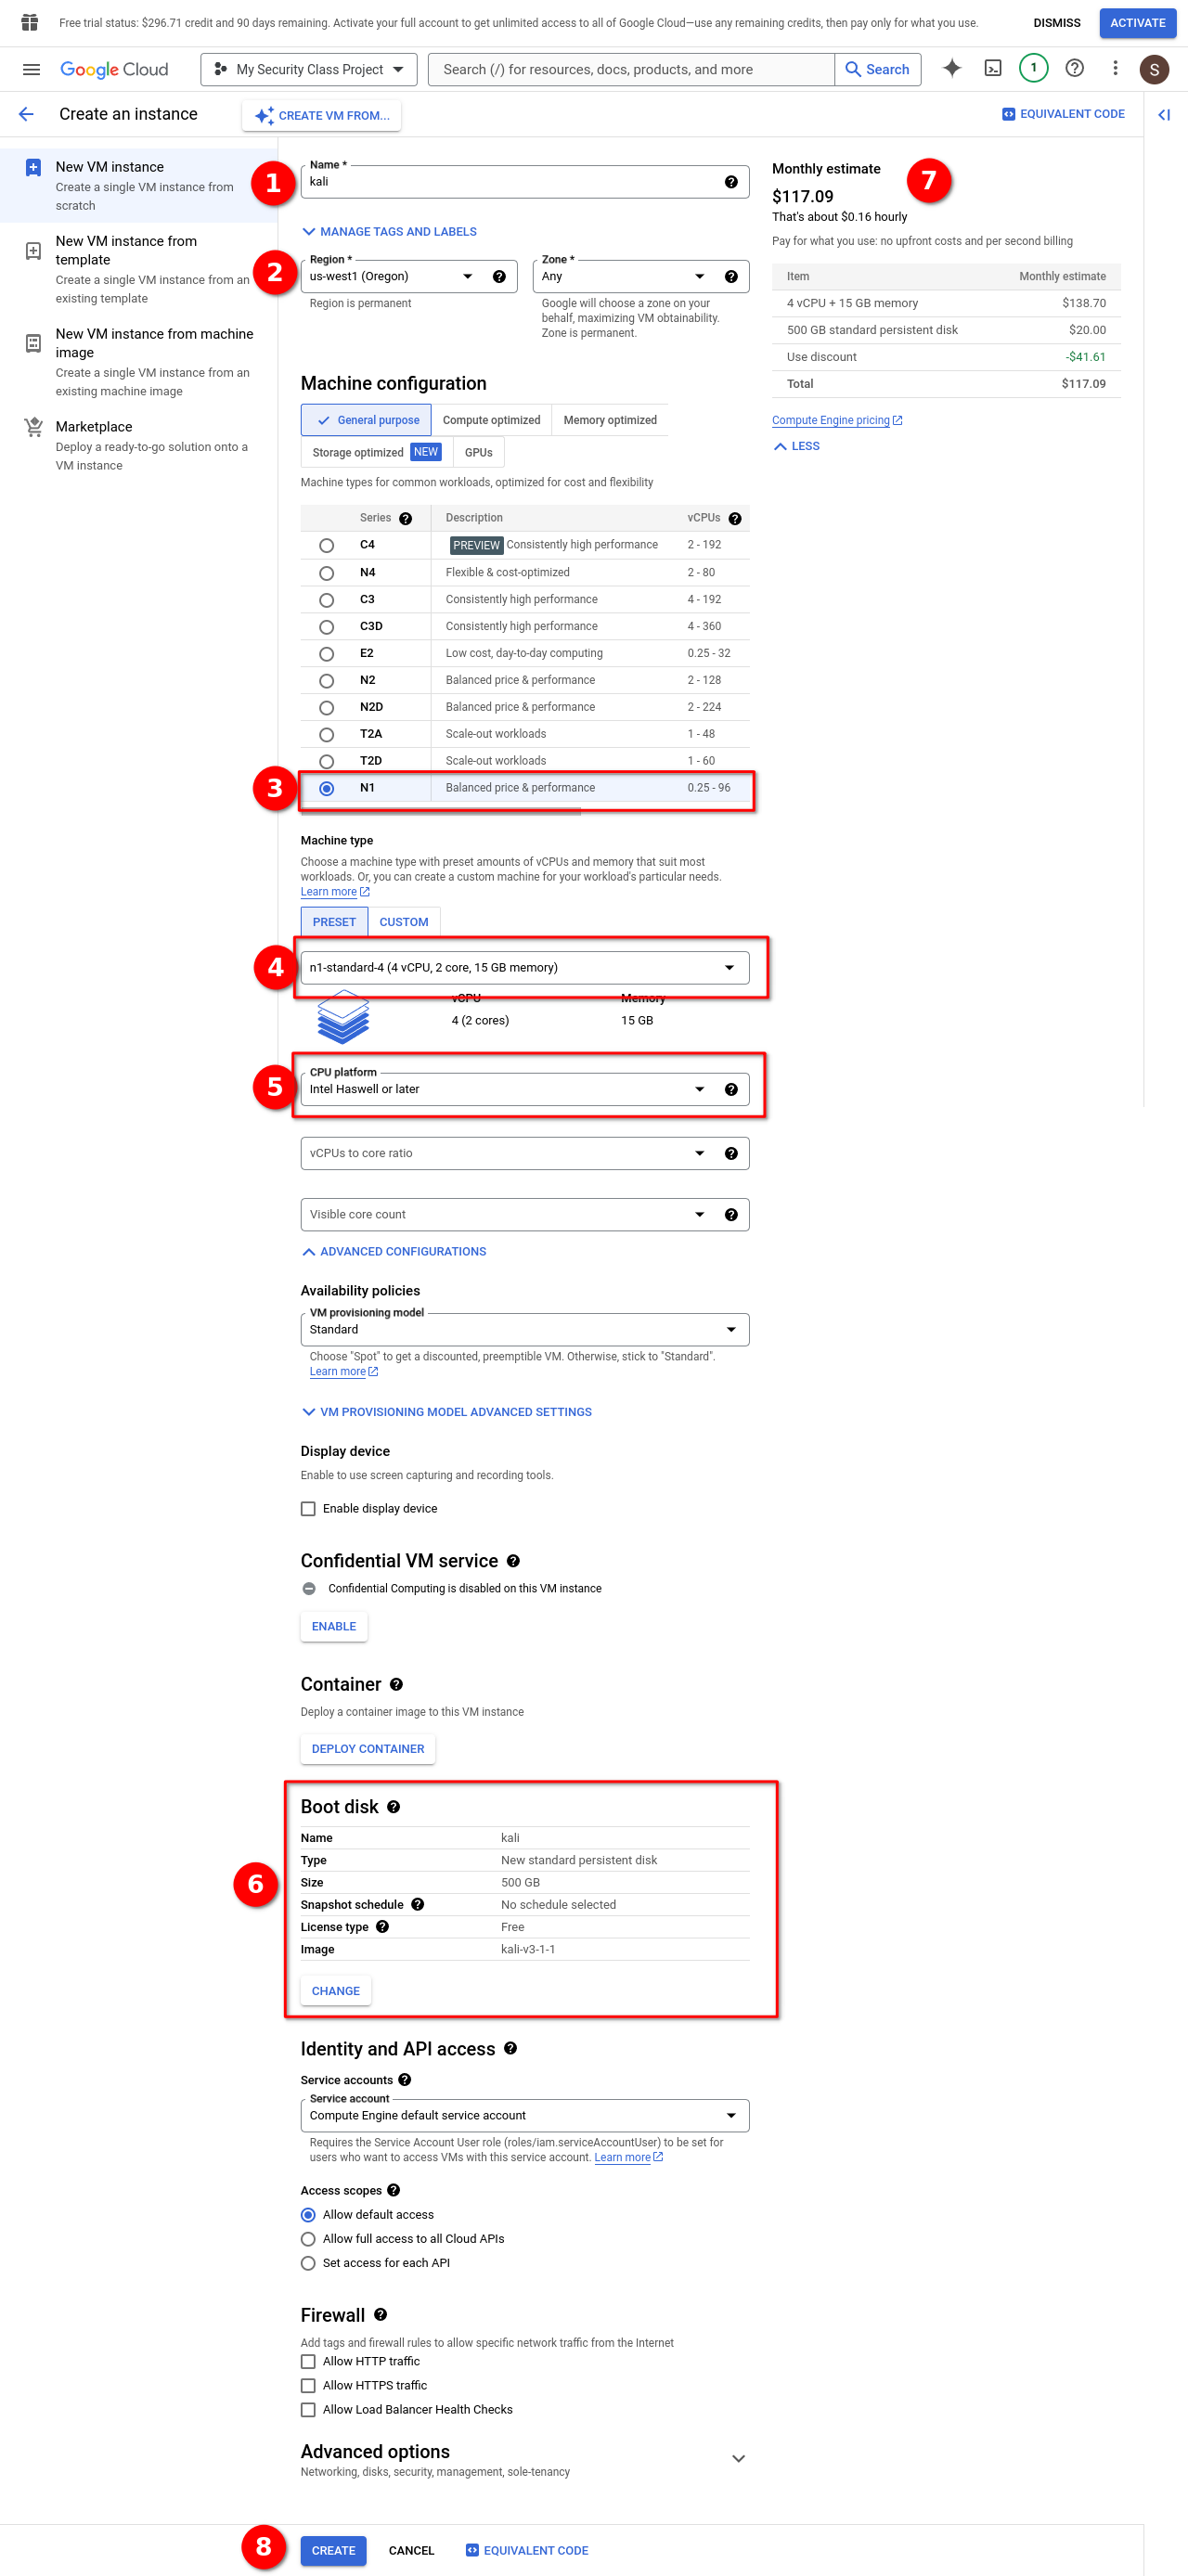 Free trial status: $296.71 credit and 90 days remaining. Activate your full account to get unlimited access to all of Google Cloud—use any remaining credits, then pay only for what you use.
DISMISS
ACTIVATE
Google Cloud
My Security Class Project
Search (/) for resources, docs, products, and more
Search
1
S
Create an instance
CREATE VM FROM...
EQUIVALENT CODE
New VM instance
Create a single VM instance from
scratch
New VM instance from
template
Create a single VM instance from an
existing template
New VM instance from machine
image
Create a single VM instance from an
existing machine image
Marketplace
Deploy a ready-to-go solution onto a
VM instance
1
Name *
kali
MANAGE TAGS AND LABELS
2
Region *
us-west1 (Oregon)
Region is permanent
Zone *
Any
Google will choose a zone on your
behalf, maximizing VM obtainability.
Zone is permanent.
Monthly estimate
7
$117.09
That's about $0.16 hourly
Pay for what you use: no upfront costs and per second billing
Item Monthly estimate
4 vCPU + 15 GB memory $138.70
500 GB standard persistent disk $20.00
Use discount -$41.61
Total $117.09
Compute Engine pricing
LESS
Machine configuration
General purpose Compute optimized Memory optimized
Storage optimized NEW GPUs
Machine types for common workloads, optimized for cost and flexibility
Series Description vCPUs
C4 PREVIEW Consistently high performance 2 - 192
N4 Flexible & cost-optimized 2 - 80
C3 Consistently high performance 4 - 192
C3D Consistently high performance 4 - 360
E2 Low cost, day-to-day computing 0.25 - 32
N2 Balanced price & performance 2 - 128
N2D Balanced price & performance 2 - 224
T2A Scale-out workloads 1 - 48
T2D Scale-out workloads 1 - 60
3
N1 Balanced price & performance 0.25 - 96
Machine type
Choose a machine type with preset amounts of vCPUs and memory that suit most
workloads. Or, you can create a custom machine for your workload's particular needs.
Learn more
PRESET CUSTOM
4
n1-standard-4 (4 vCPU, 2 core, 15 GB memory)
vCPU Memory
4 (2 cores) 15 GB
5
CPU platform
Intel Haswell or later
vCPUs to core ratio
Visible core count
ADVANCED CONFIGURATIONS
Availability policies
VM provisioning model
Standard
Choose "Spot" to get a discounted, preemptible VM. Otherwise, stick to "Standard".
Learn more
VM PROVISIONING MODEL ADVANCED SETTINGS
Display device
Enable to use screen capturing and recording tools.
Enable display device
Confidential VM service
Confidential Computing is disabled on this VM instance
ENABLE
Container
Deploy a container image to this VM instance
DEPLOY CONTAINER
6
Boot disk
Name kali
Type New standard persistent disk
Size 500 GB
Snapshot schedule No schedule selected
License type Free
Image kali-v3-1-1
CHANGE
Identity and API access
Service accounts
Service account
Compute Engine default service account
Requires the Service Account User role (roles/iam.serviceAccountUser) to be set for
users who want to access VMs with this service account. Learn more
Access scopes
Allow default access
Allow full access to all Cloud APIs
Set access for each API
Firewall
Add tags and firewall rules to allow specific network traffic from the Internet
Allow HTTP traffic
Allow HTTPS traffic
Allow Load Balancer Health Checks
Advanced options
Networking, disks, security, management, sole-tenancy
8
CREATE CANCEL EQUIVALENT CODE